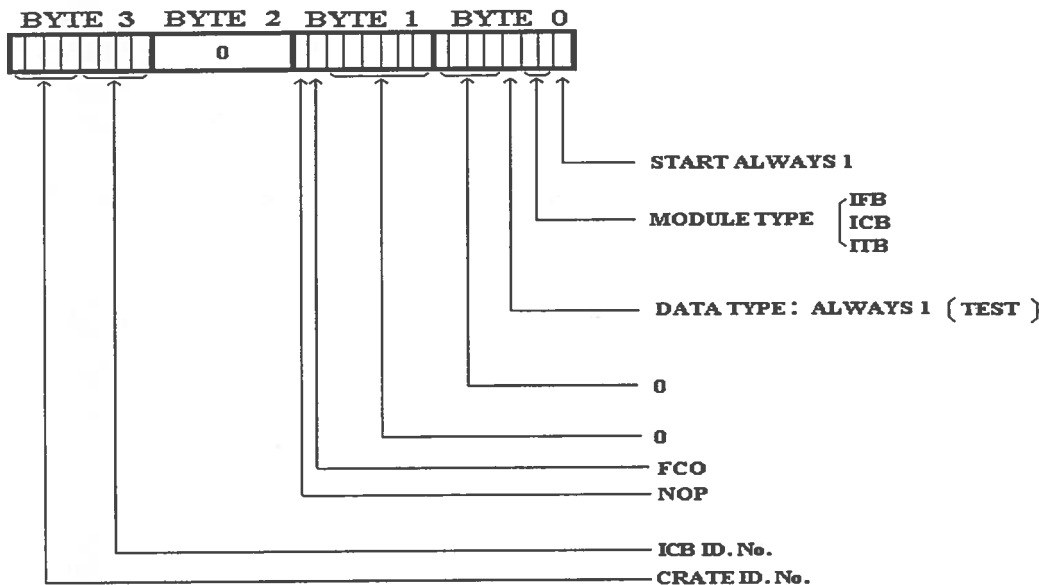 BYTE 3 BYTE 2 BYTE 1 BYTE 0
0
START ALWAYS 1
MODULE TYPE
IFB
ICB
ITB
DATA TYPE: ALWAYS 1 (TEST)
0
0
FCO
NOP
ICB ID. No.
CRATE ID. No.